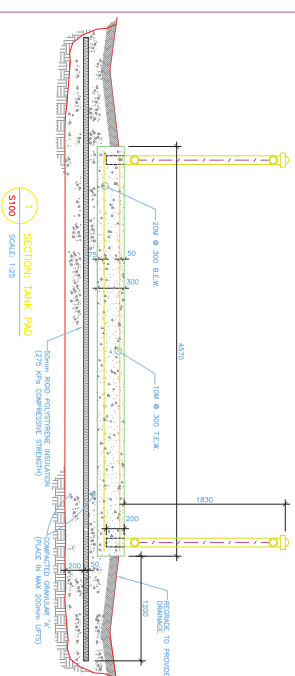 1830
4570
1200
REGRADE TO PROVIDE
DRAINAGE
20M @ 300 B.E.W.
10M @ 300 T.E.W.
50
75
300
200
50
200
50mm RIGID POLYSTYRENE INSULATION
(275 KPa COMPRESSIVE STRENGTH)
COMPACTED GRANULAR "A"
(PLACE IN MAX 200mm LIFTS)
1
S100
SECTION: TANK PAD
SCALE: 1:25